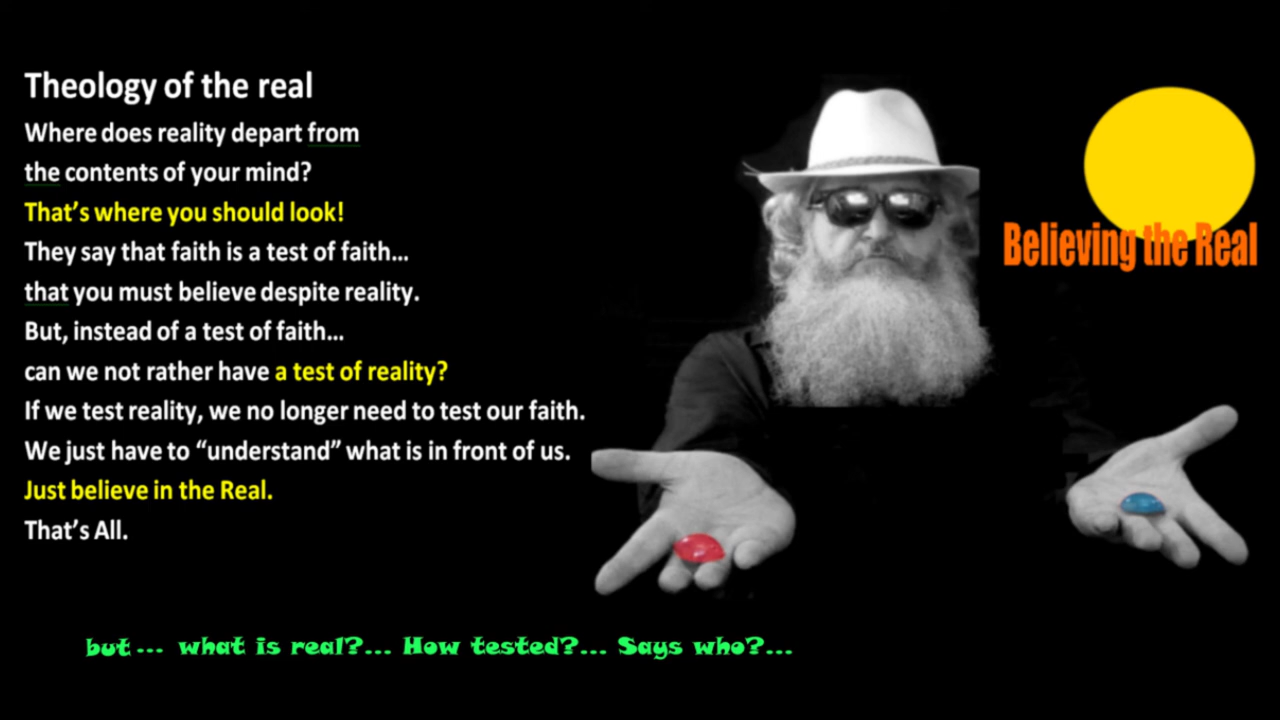 Theology of the real
Where does reality depart from
the contents of your mind?
That's where you should look!
They say that faith is a test of faith...
that you must believe despite reality.
But, instead of a test of faith...
can we not rather have a test of reality?
If we test reality, we no longer need to test our faith.
We just have to “understand” what is in front of us.
Just believe in the Real.
That's All.
Believing the Real
but... what is real?... How tested?... Says who?...